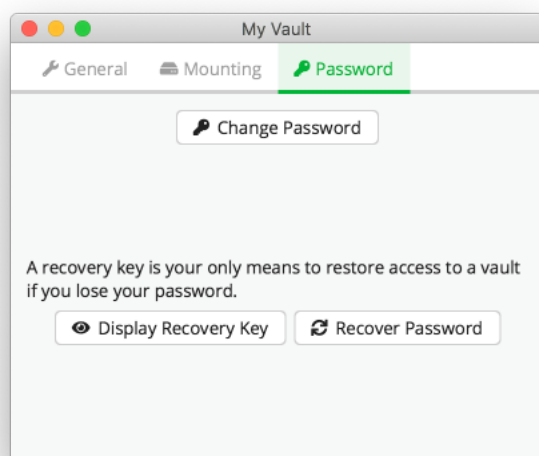 My Vault
General Mounting Password
Change Password
A recovery key is your only means to restore access to a vault
if you lose your password.
Display Recovery Key Recover Password